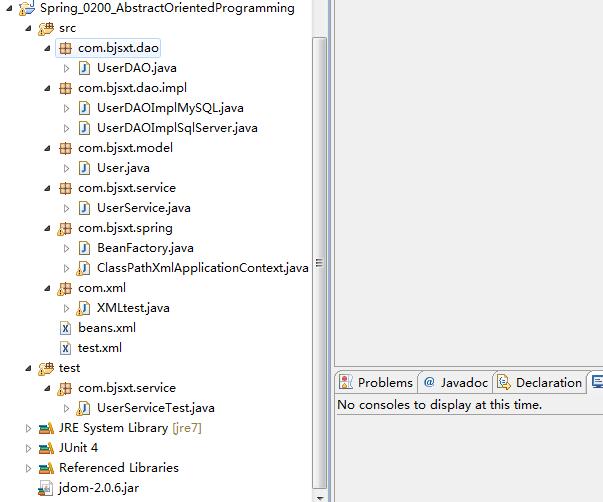 Spring_0200_AbstractOrientedProgramming
src
com.bjsxt.dao
UserDAO.java
com.bjsxt.dao.impl
UserDAOImplMySQL.java
UserDAOImplSqlServer.java
com.bjsxt.model
User.java
com.bjsxt.service
UserService.java
com.bjsxt.spring
BeanFactory.java
ClassPathXmlApplicationContext.java
com.xml
XMLtest.java
beans.xml
test.xml
test
com.bjsxt.service
UserServiceTest.java
JRE System Library [jre7]
JUnit 4
Referenced Libraries
jdom-2.0.6.jar
Problems @ Javadoc Declaration
No consoles to display at this time.